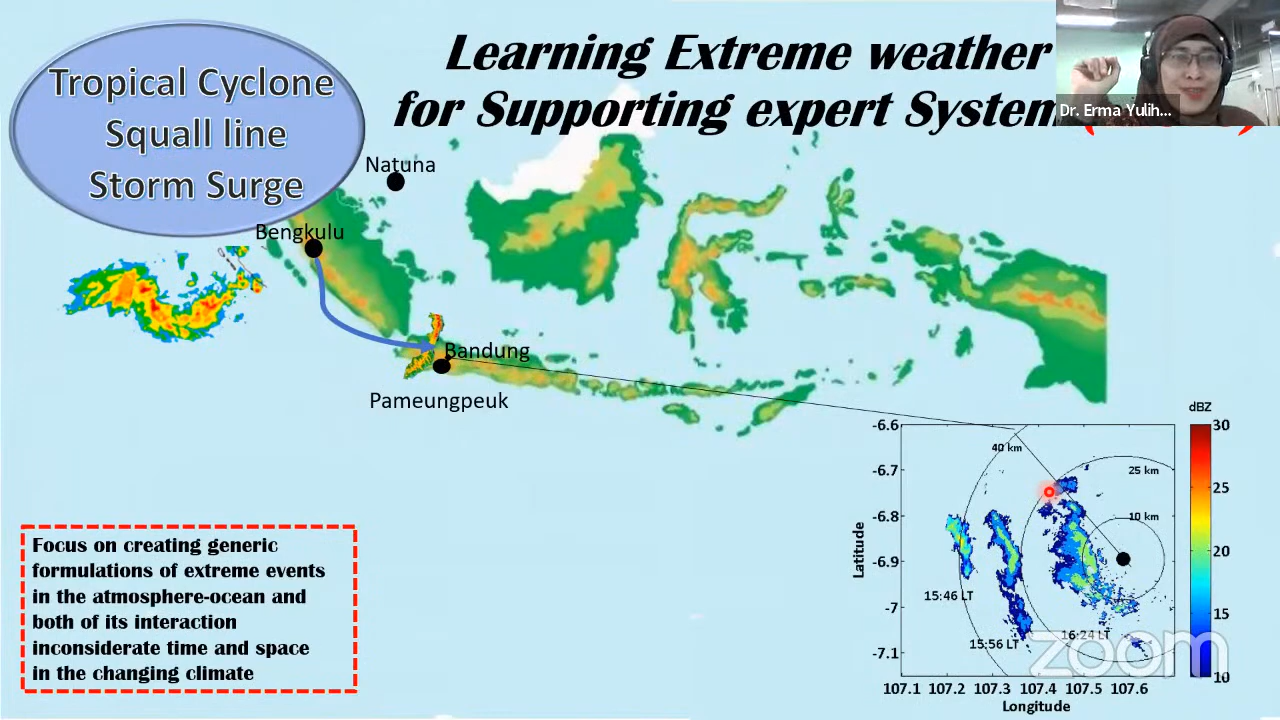 Learning Extreme weather
for Supporting expert System
Dr. Erma Yulih...
Tropical Cyclone
Squall line
Storm Surge
Natuna
Bengkulu
Bandung
Pameungpeuk
Focus on creating generic
formulations of extreme events
in the atmosphere-ocean and
both of its interaction
inconsiderate time and space
in the changing climate
dBZ
30
25
20
15
10
-6.6
-6.7
-6.8
-6.9
-7
-7.1
Latitude
40 km
25 km
10 km
15:46 LT
15:56 LT
16:24 LT
zoom
107.1 107.2 107.3 107.4 107.5 107.6
Longitude